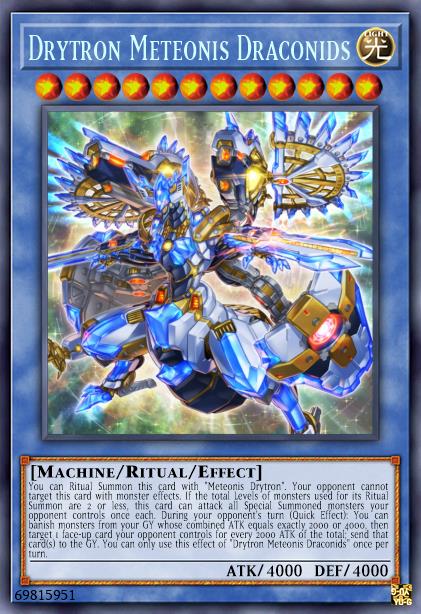 Drytron Meteonis Draconids
LIGHT
光
[Machine/Ritual/Effect]
You can Ritual Summon this card with "Meteonis Drytron". Your opponent cannot
target this card with monster effects. If the total Levels of monsters used for its Ritual
Summon are 2 or less, this card can attack all Special Summoned monsters your
opponent controls once each. During your opponent's turn (Quick Effect): You can
banish monsters from your GY whose combined ATK equals exactly 2000 or 4000, then
target 1 face-up card your opponent controls for every 2000 ATK of the total; send that
card(s) to the GY. You can only use this effect of "Drytron Meteonis Draconids" once per
turn.
ATK/4000 DEF/4000
69815951